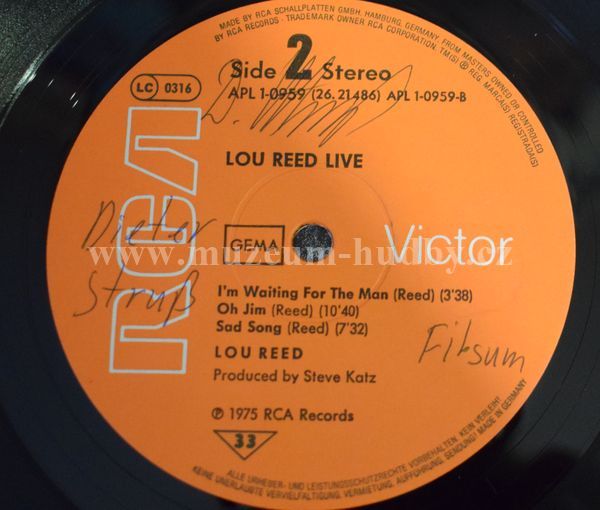 MADE BY RCA SCHALLPLATTEN GMBH, HAMBURG, GERMANY, FROM MASTERS OWNED OR CONTROLLED
BY RCA RECORDS · TRADEMARK OWNER RCA CORPORATION, TM(S) ® REG. MARCA(S) REGISTRADA(S)
Side 2 Stereo
LC 0316
APL 1-0959 (26.21486) APL 1-0959-B
LOU REED LIVE
RCA
Dieter
Struß
GEMA
Victor
www.muzeum-hudby.cz
I'm Waiting For The Man (Reed) (3'38)
Oh Jim (Reed) (10'40)
Sad Song (Reed) (7'32)
Fibsum
LOU REED
Produced by Steve Katz
℗ 1975 RCA Records
33
ALLE URHEBER- UND LEISTUNGSSCHUTZRECHTE VORBEHALTEN. KEIN VERLEIH!
KEINE UNERLAUBTE VERVIELFÄLTIGUNG, VERMIETUNG, AUFFÜHRUNG, SENDUNG! MADE IN GERMANY